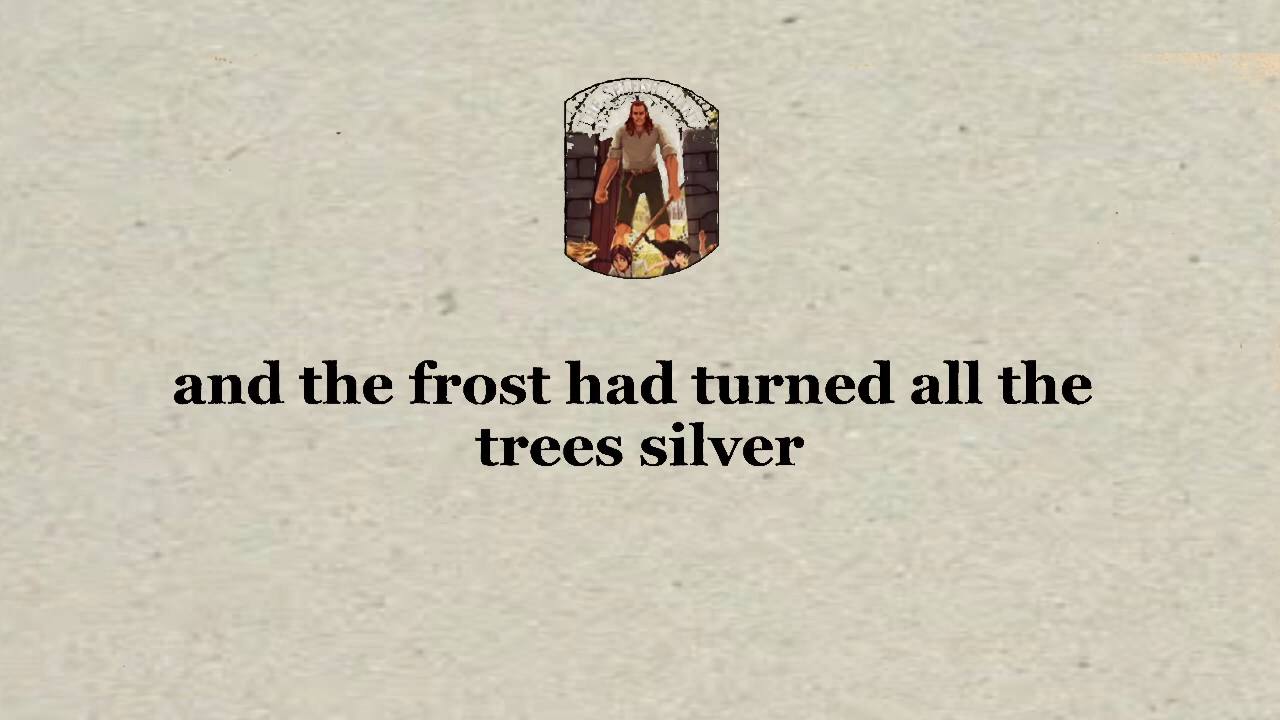 and the frost had turned all the
trees silver